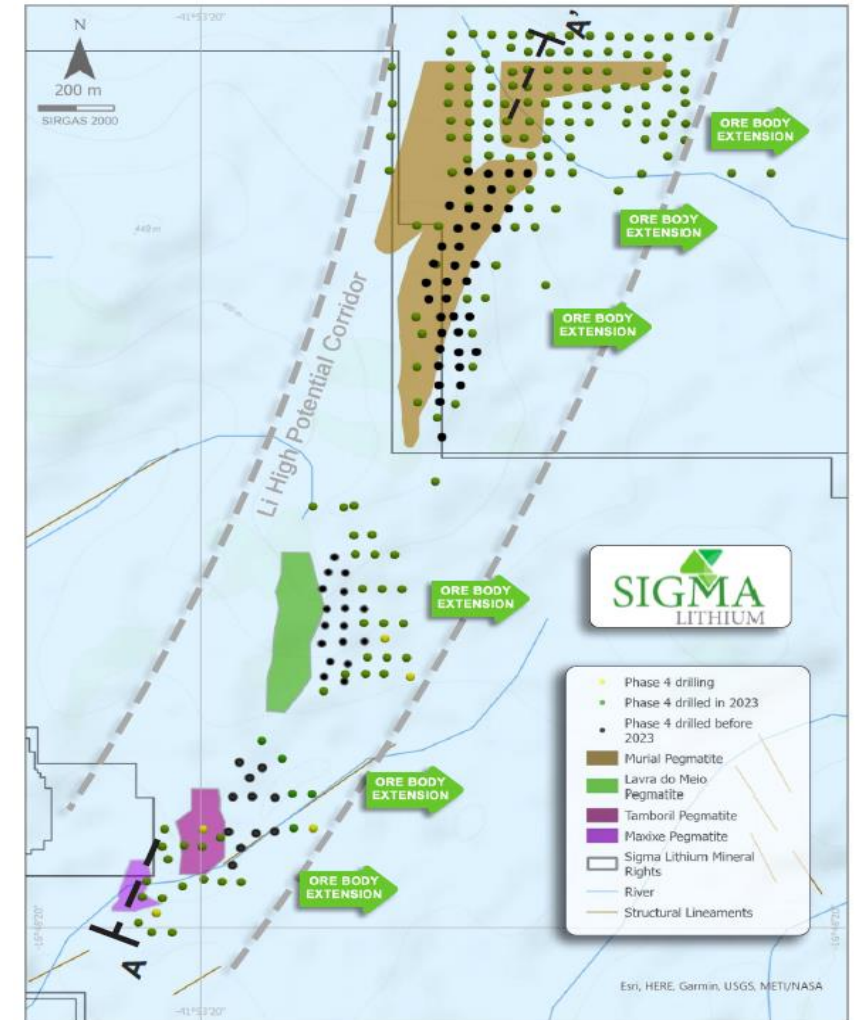 -41°53'20"
N
200 m
SIRGAS 2000
A'
ORE BODY
EXTENSION
ORE BODY
EXTENSION
449 m
ORE BODY
EXTENSION
Li High Potential Corridor
ORE BODY
EXTENSION
SIGMA
LITHIUM
Phase 4 drilling
Phase 4 drilled in 2023
Phase 4 drilled before
2023
Murial Pegmatite
Lavra do Meio
Pegmatite
Tamboril Pegmatite
Maxixe Pegmatite
Sigma Lithium Mineral
Rights
River
Structural Lineaments
ORE BODY
EXTENSION
ORE BODY
EXTENSION
A
Esri, HERE, Garmin, USGS, METI/NASA
-41°53'20"